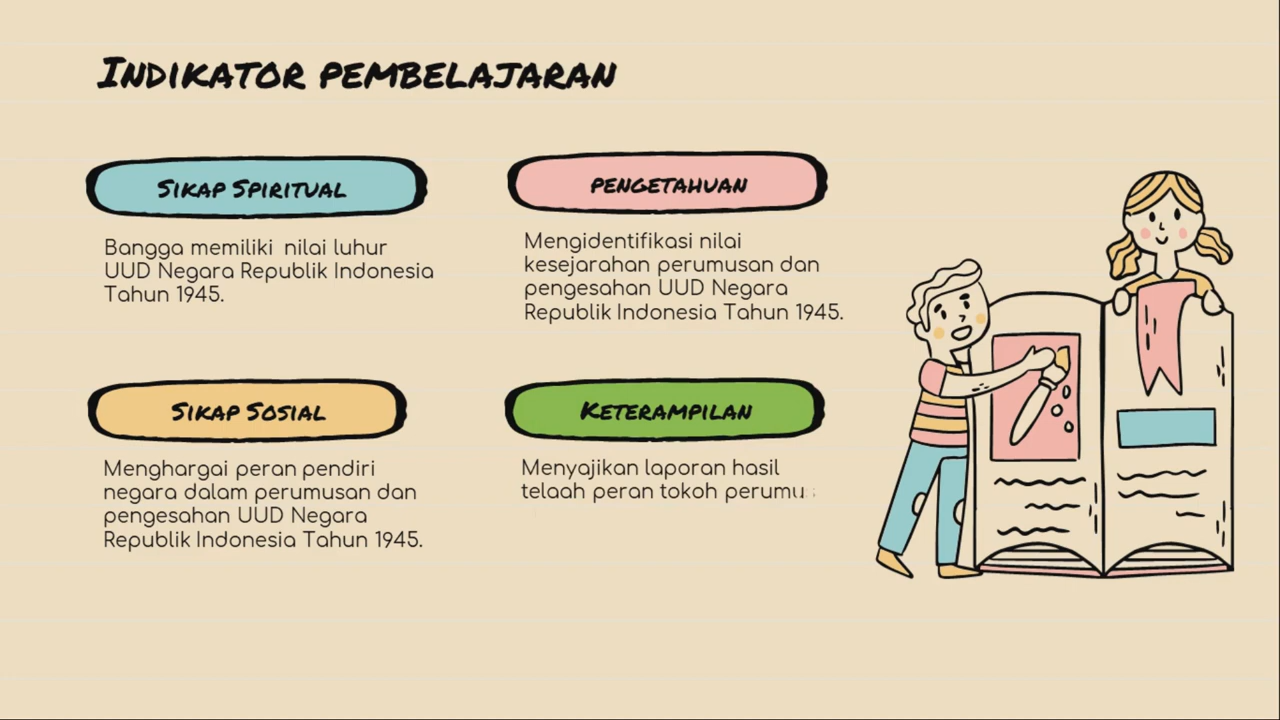 Indikator pembelajaran
Sikap Spiritual
Bangga memiliki nilai luhur
UUD Negara Republik Indonesia
Tahun 1945.
pengetahuan
Mengidentifikasi nilai
kesejarahan perumusan dan
pengesahan UUD Negara
Republik Indonesia Tahun 1945.
Sikap Sosial
Menghargai peran pendiri
negara dalam perumusan dan
pengesahan UUD Negara
Republik Indonesia Tahun 1945.
Keterampilan
Menyajikan laporan hasil
telaah peran tokoh